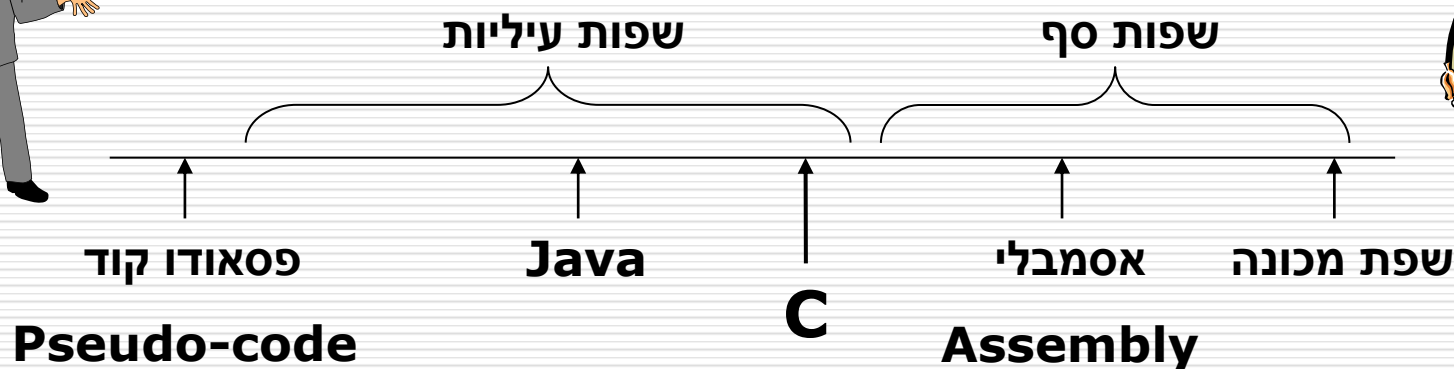 שפות עיליות
שפות סף
פסאודו קוד
Java
C
אסמבלי
שפת מכונה
Pseudo-code
Assembly